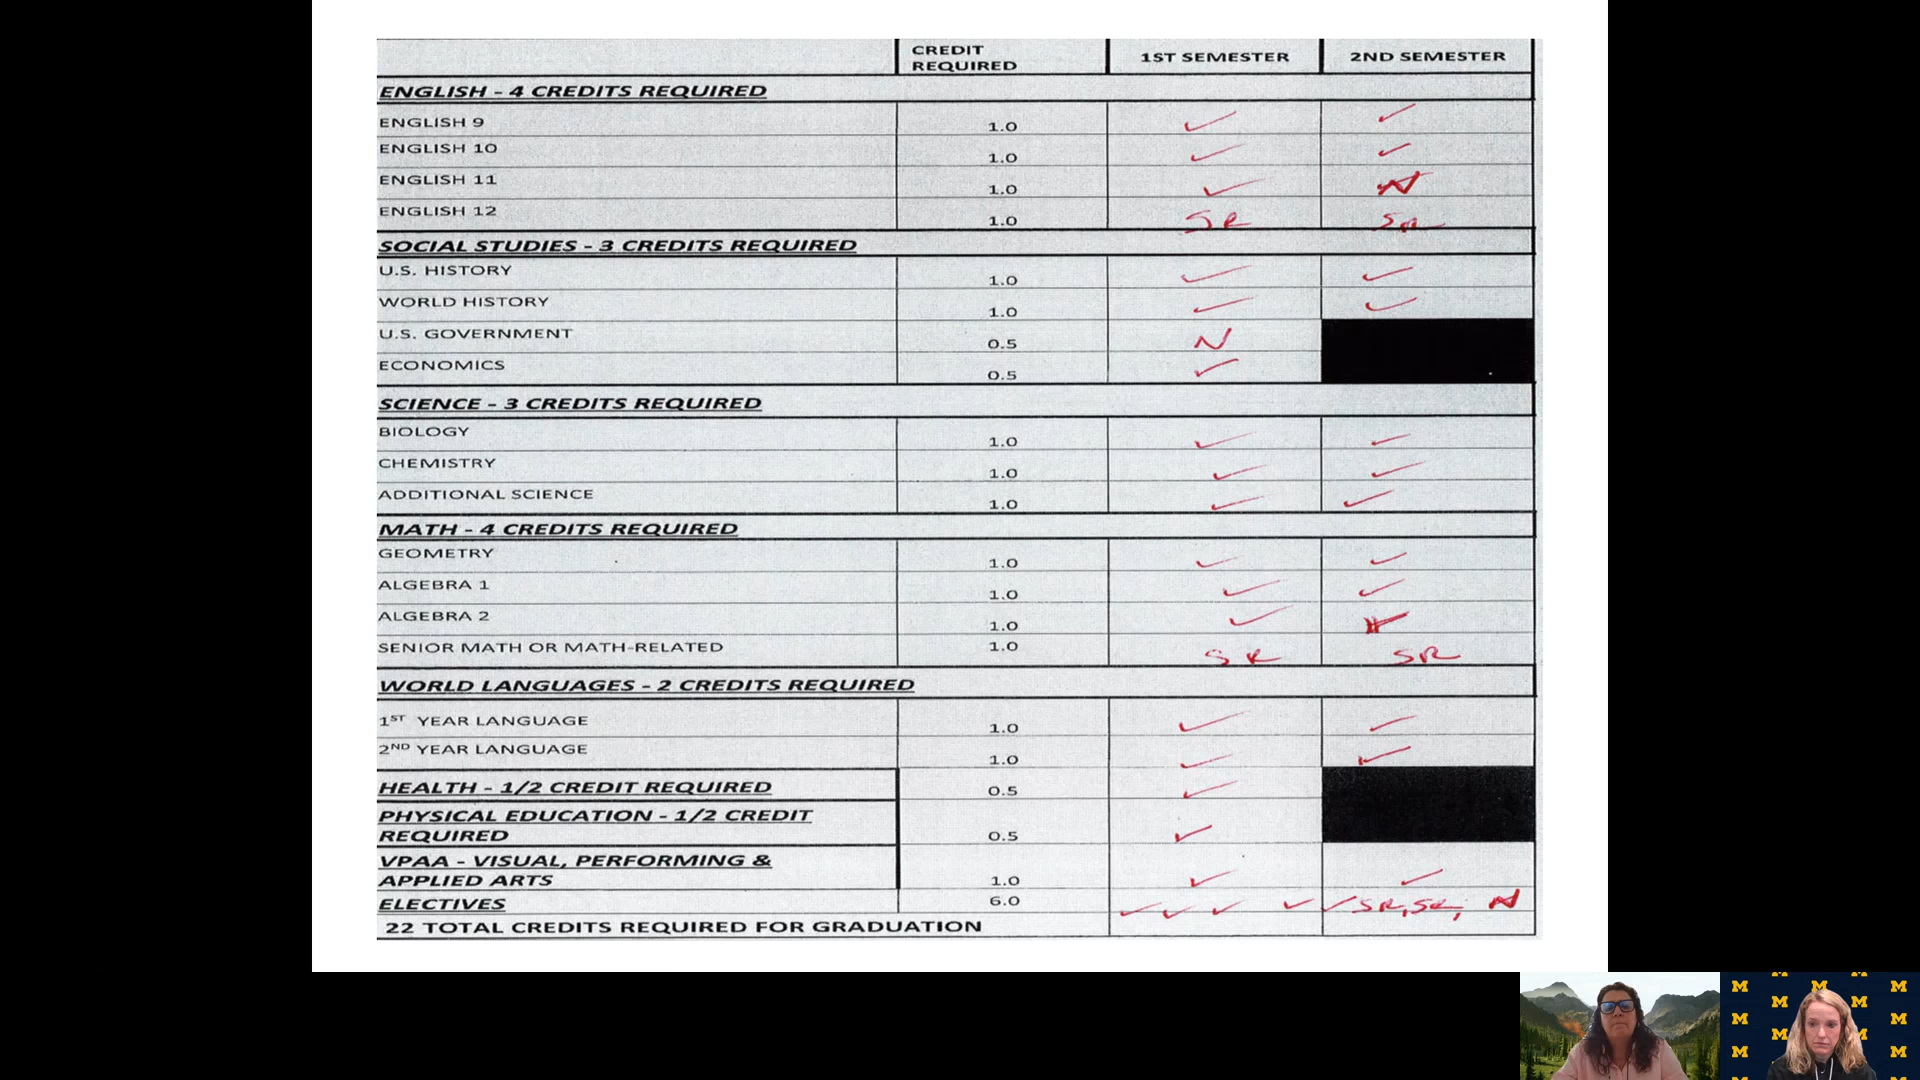 CREDIT REQUIRED 1ST SEMESTER 2ND SEMESTER
ENGLISH - 4 CREDITS REQUIRED
ENGLISH 9 1.0 ✓ ✓
ENGLISH 10 1.0 ✓ ✓
ENGLISH 11 1.0 ✓ N
ENGLISH 12 1.0 SR SR
SOCIAL STUDIES - 3 CREDITS REQUIRED
U.S. HISTORY 1.0 ✓ ✓
WORLD HISTORY 1.0 ✓ ✓
U.S. GOVERNMENT 0.5 N
ECONOMICS 0.5 ✓
SCIENCE - 3 CREDITS REQUIRED
BIOLOGY 1.0 ✓ ✓
CHEMISTRY 1.0 ✓ ✓
ADDITIONAL SCIENCE 1.0 ✓ ✓
MATH - 4 CREDITS REQUIRED
GEOMETRY 1.0 ✓ ✓
ALGEBRA 1 1.0 ✓ ✓
ALGEBRA 2 1.0 ✓
SENIOR MATH OR MATH-RELATED 1.0 SR SR
WORLD LANGUAGES - 2 CREDITS REQUIRED
1ST YEAR LANGUAGE 1.0 ✓ ✓
2ND YEAR LANGUAGE 1.0 ✓ ✓
HEALTH - 1/2 CREDIT REQUIRED 0.5 ✓
PHYSICAL EDUCATION - 1/2 CREDIT
REQUIRED 0.5 ✓
VPAA - VISUAL, PERFORMING &
APPLIED ARTS 1.0 ✓ ✓
ELECTIVES 6.0 ✓ ✓ ✓ ✓ ✓ SR, SR, N
22 TOTAL CREDITS REQUIRED FOR GRADUATION
M M M M M
M M M
M M
M M